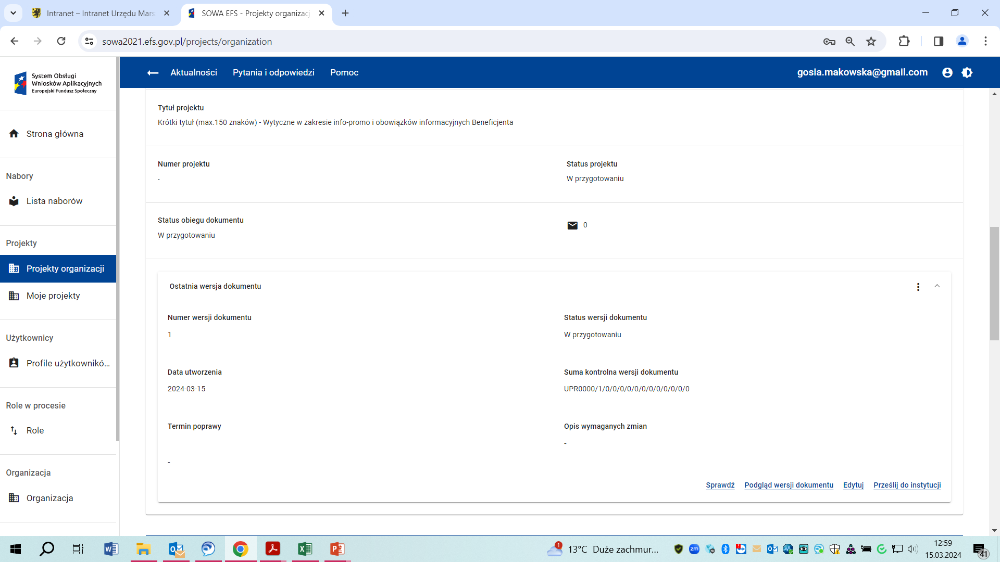 Intranet – Intranet Urzędu Mars
SOWA EFS - Projekty organizac
sowa2021.efs.gov.pl/projects/organization
System Obsługi
Wniosków Aplikacyjnych
Europejski Fundusz Społeczny
Aktualności
Pytania i odpowiedzi
Pomoc
gosia.makowska@gmail.com
Strona główna
Nabory
Lista naborów
Projekty
Projekty organizacji
Moje projekty
Użytkownicy
Profile użytkownikó...
Role w procesie
Role
Organizacja
Organizacja
Tytuł projektu
Krótki tytuł (max.150 znaków) - Wytyczne w zakresie info-promo i obowiązków informacyjnych Beneficjenta
Numer projektu
-
Status projektu
W przygotowaniu
Status obiegu dokumentu
W przygotowaniu
0
Ostatnia wersja dokumentu
Numer wersji dokumentu
1
Status wersji dokumentu
W przygotowaniu
Data utworzenia
2024-03-15
Suma kontrolna wersji dokumentu
UPR0000/1/0/0/0/0/0/0/0/0/0/0/0/0
Termin poprawy
-
Opis wymaganych zmian
-
Sprawdź
Podgląd wersji dokumentu
Edytuj
Prześlij do instytucji
1
13°C Duże zachmur...
zm
12:59
15.03.2024
41